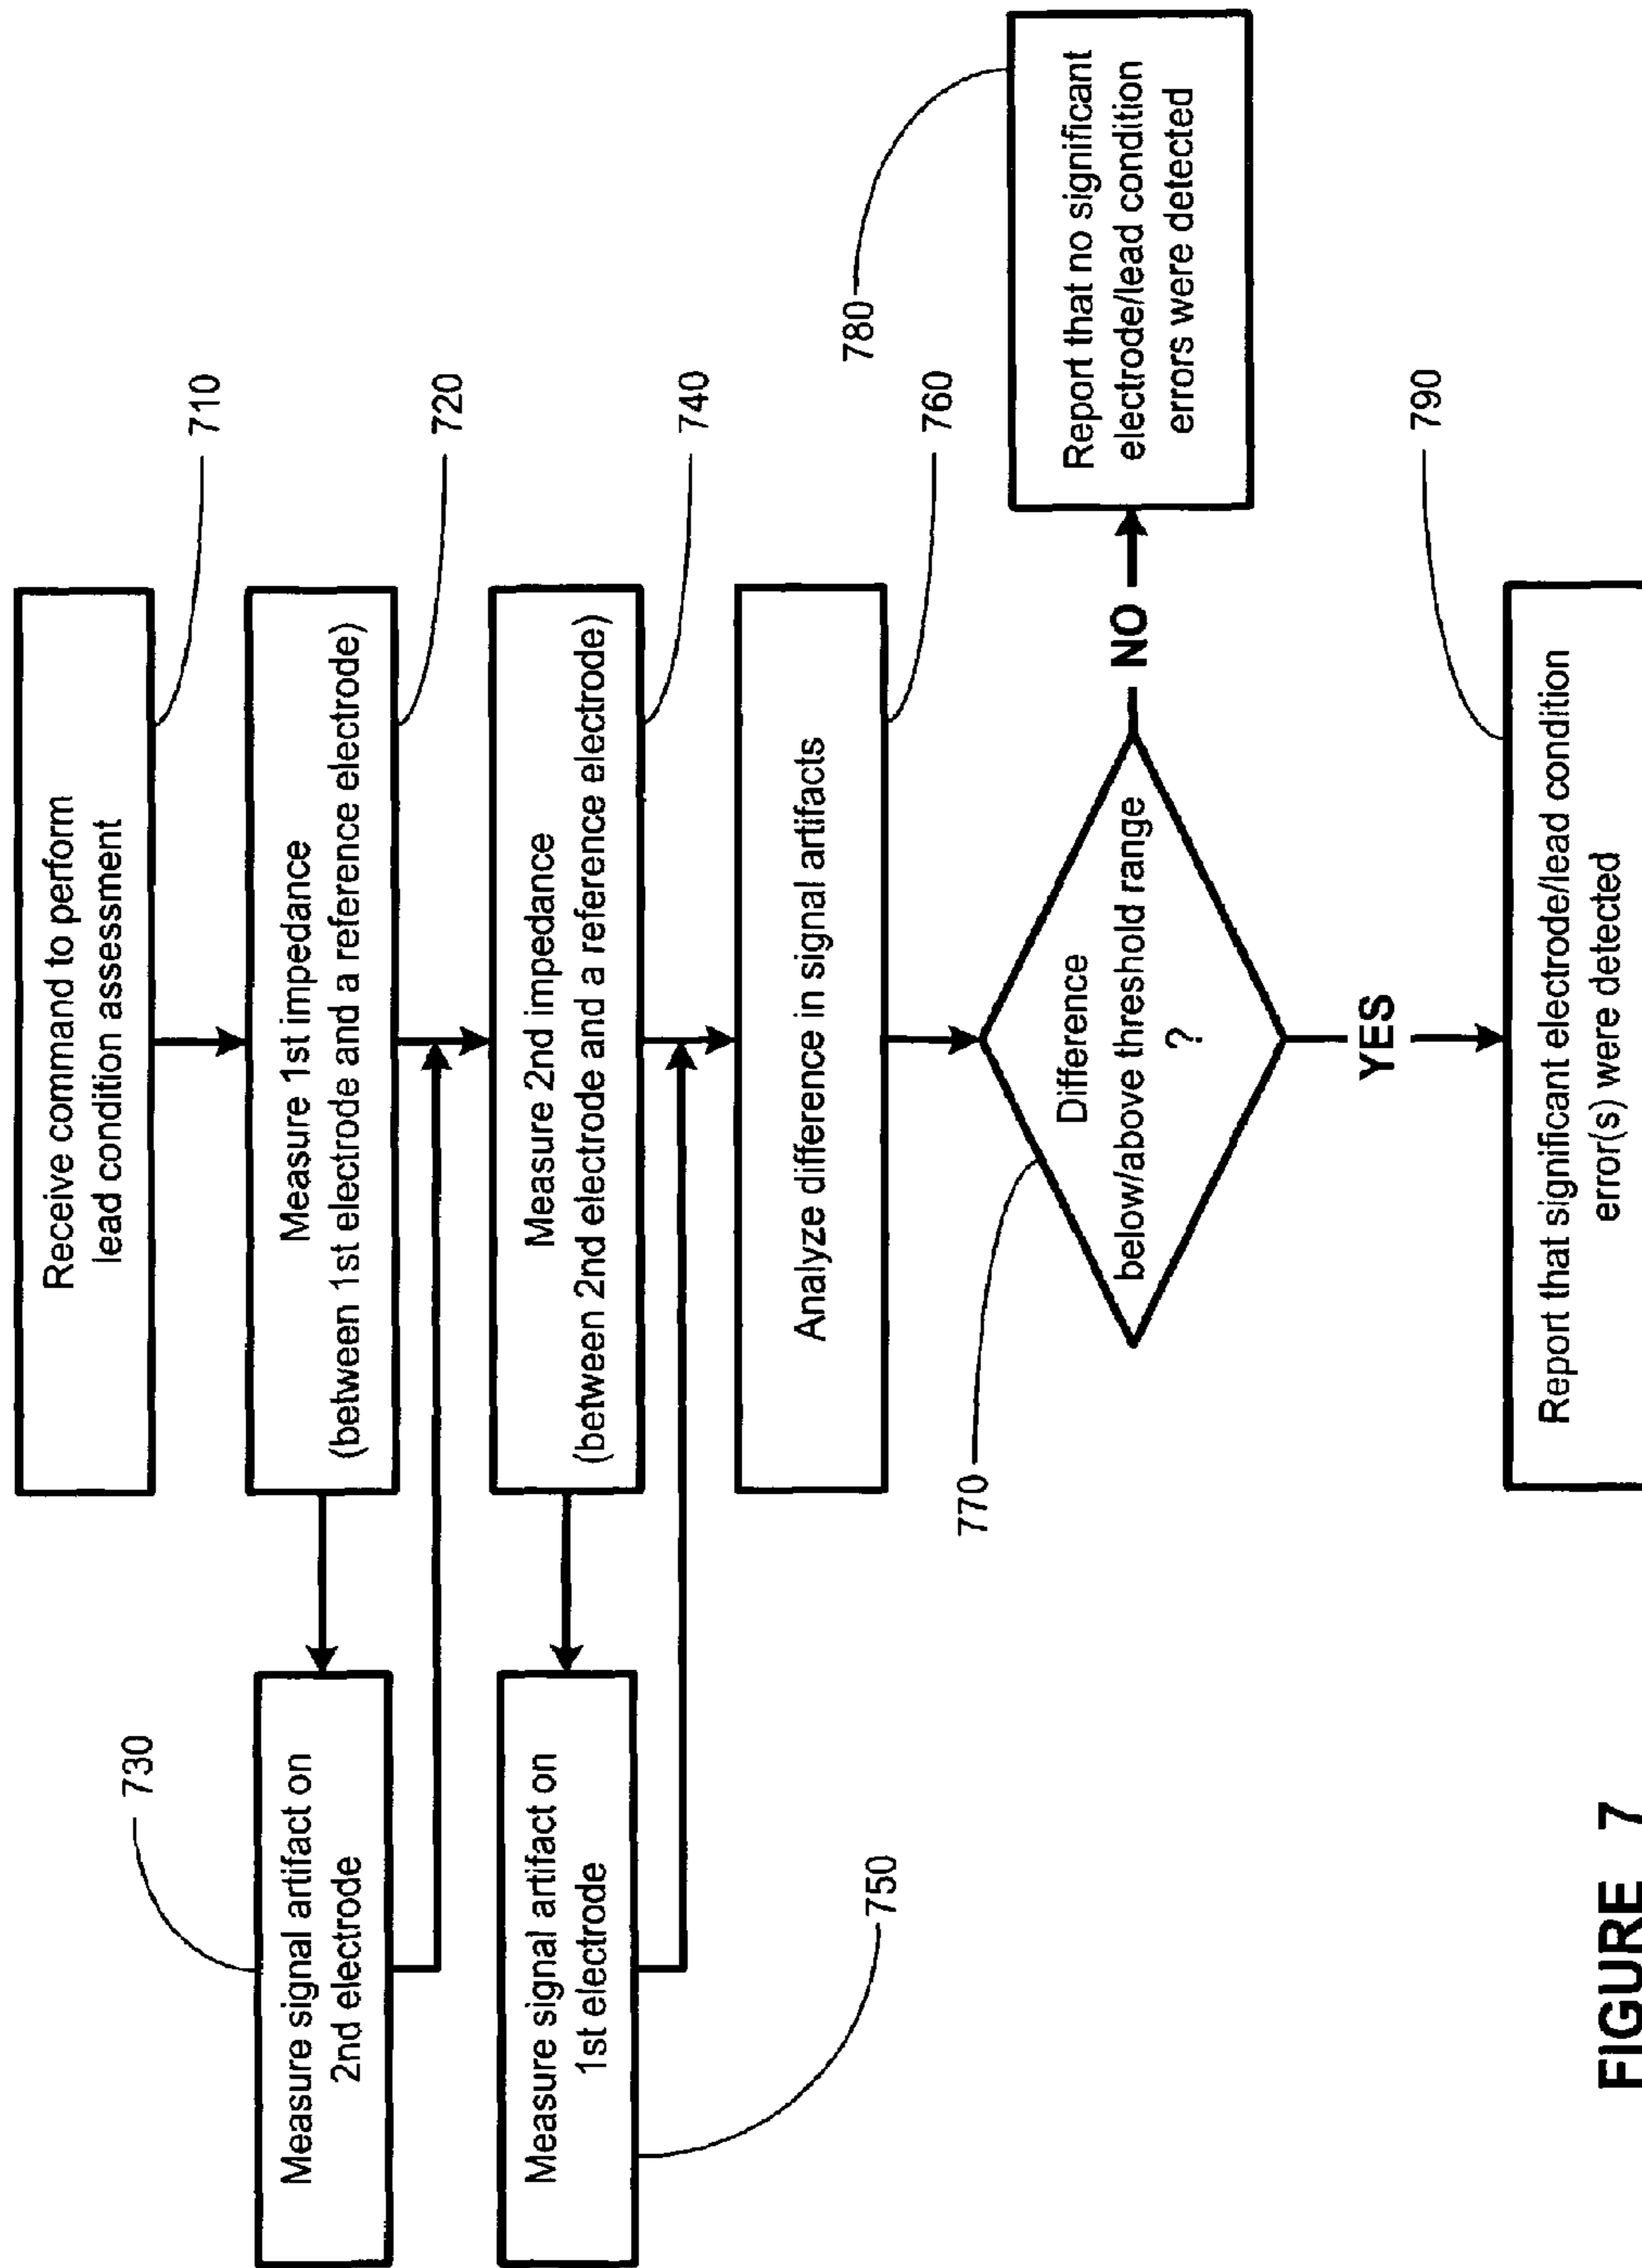 Receive command to perform
lead condition assessment
710
Measure 1st impedance
(between 1st electrode and a reference electrode)
720
Measure signal artifact on
2nd electrode
730
Measure 2nd impedance
(between 2nd electrode and a reference electrode)
740
Measure signal artifact on
1st electrode
750
Analyze difference in signal artifacts
760
Difference
below/above threshold range
?
770
NO
Report that no significant
electrode/lead condition
errors were detected
780
YES
Report that significant electrode/lead condition
error(s) were detected
790
FIGURE 7